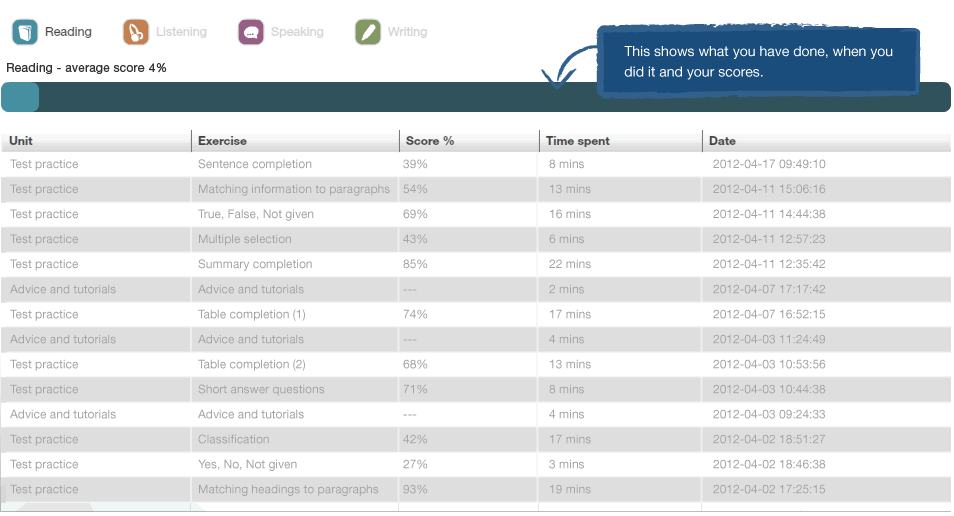 Reading Listening Speaking Writing
This shows what you have done, when you
did it and your scores.
Reading - average score 4%
Unit Exercise Score % Time spent Date
Test practice Sentence completion 39% 8 mins 2012-04-17 09:49:10
Test practice Matching information to paragraphs 54% 13 mins 2012-04-11 15:06:16
Test practice True, False, Not given 69% 16 mins 2012-04-11 14:44:38
Test practice Multiple selection 43% 6 mins 2012-04-11 12:57:23
Test practice Summary completion 85% 22 mins 2012-04-11 12:35:42
Advice and tutorials Advice and tutorials --- 2 mins 2012-04-07 17:17:42
Test practice Table completion (1) 74% 17 mins 2012-04-07 16:52:15
Advice and tutorials Advice and tutorials --- 4 mins 2012-04-03 11:24:49
Test practice Table completion (2) 68% 13 mins 2012-04-03 10:53:56
Test practice Short answer questions 71% 8 mins 2012-04-03 10:44:38
Advice and tutorials Advice and tutorials --- 4 mins 2012-04-03 09:24:33
Test practice Classification 42% 17 mins 2012-04-02 18:51:27
Test practice Yes, No, Not given 27% 3 mins 2012-04-02 18:46:38
Test practice Matching headings to paragraphs 93% 19 mins 2012-04-02 17:25:15